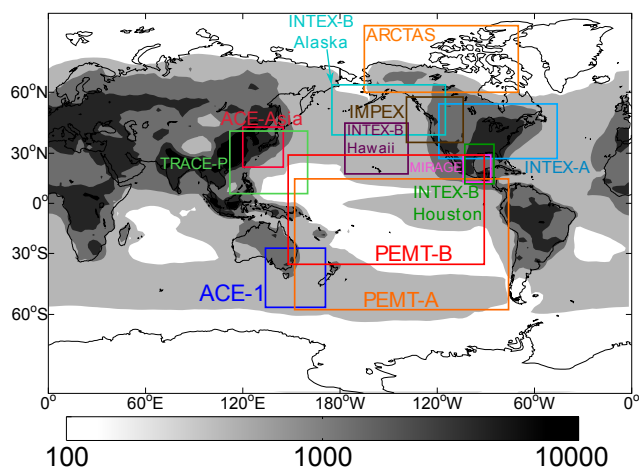 INTEX-B
Alaska
ARCTAS
60°N
ACE-Asia
IMPEX
INTEX-B
Hawaii
TRACE-P
MIRAGE
INTEX-A
30°N
INTEX-B
Houston
0°
PEMT-B
30°S
ACE-1
PEMT-A
60°S
0°
60°E
120°E
180°W
120°W
60°W
0°
100
1000
10000